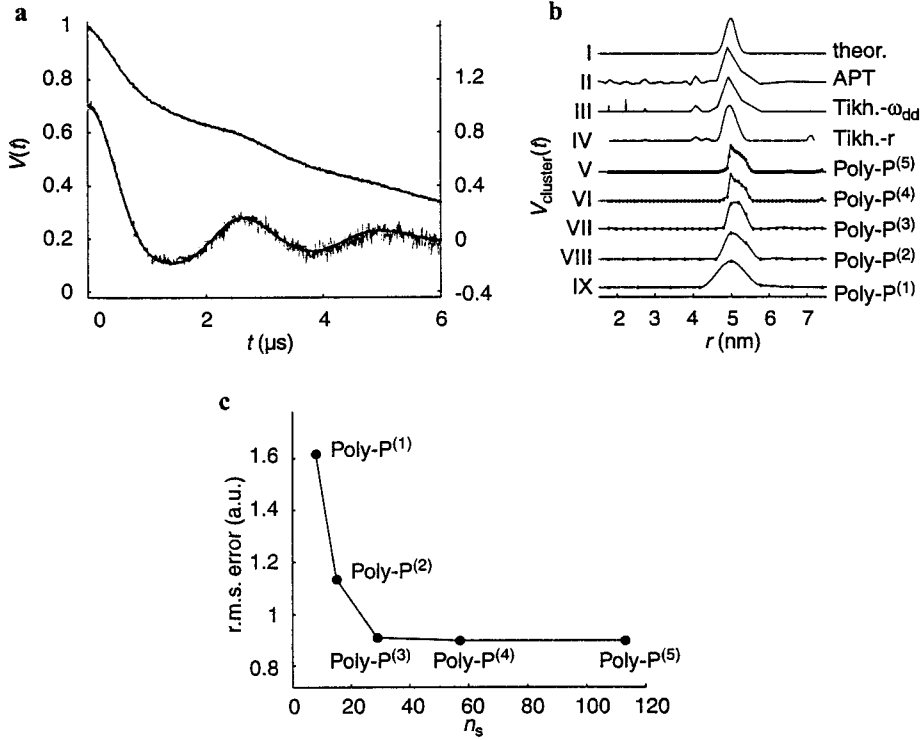 a
1
0.8
0.6
0.4
0.2
0
V(t)
1.2
0.8
0.4
0
-0.4
0 2 4 6
t (μs)
b
I theor.
II APT
III Tikh.-ω_dd
IV Tikh.-r
V Poly-P⁽⁵⁾
VI Poly-P⁽⁴⁾
VII Poly-P⁽³⁾
VIII Poly-P⁽²⁾
IX Poly-P⁽¹⁾
V_cluster(t)
2 3 4 5 6 7
r (nm)
c
1.6
1.4
1.2
1
0.8
r.m.s. error (a.u.)
Poly-P⁽¹⁾
Poly-P⁽²⁾
Poly-P⁽³⁾ Poly-P⁽⁴⁾ Poly-P⁽⁵⁾
0 20 40 60 80 100 120
n_s